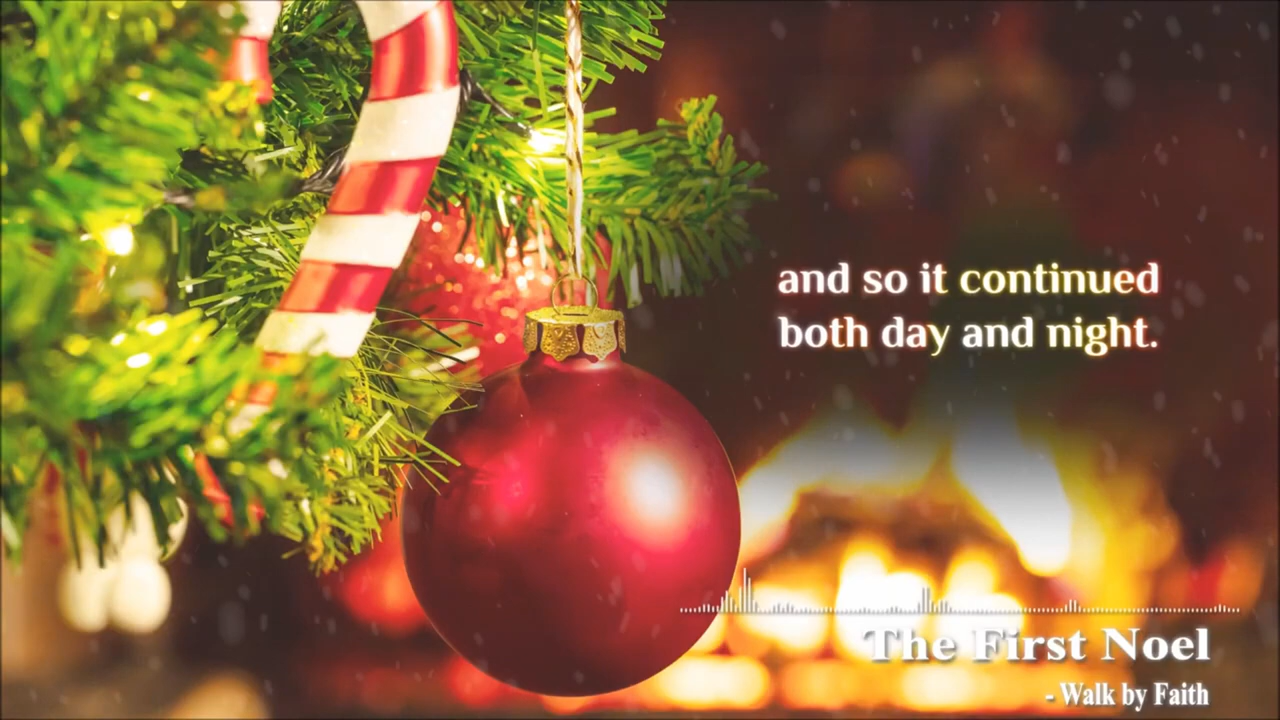 and so it continued
both day and night.
The First Noel
- Walk by Faith